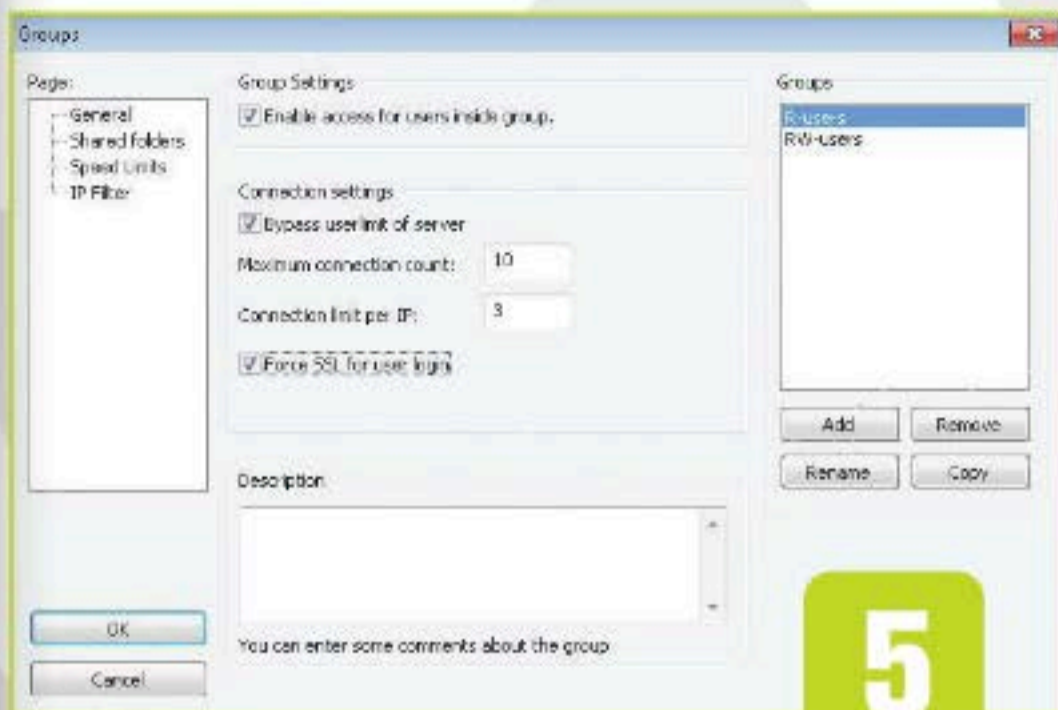 Groups
Page:
General
Shared folders
Speed Limits
IP Filter
OK
Cancel
Group Settings
Enable access for users inside group.
Connection settings
Bypass userlimit of server
Maximum connection count:
10
Connection limit per IP:
3
Force SSL for user login
Description
You can enter some comments about the group
Groups
R-users
RW-users
Add
Remove
Rename
Copy
5